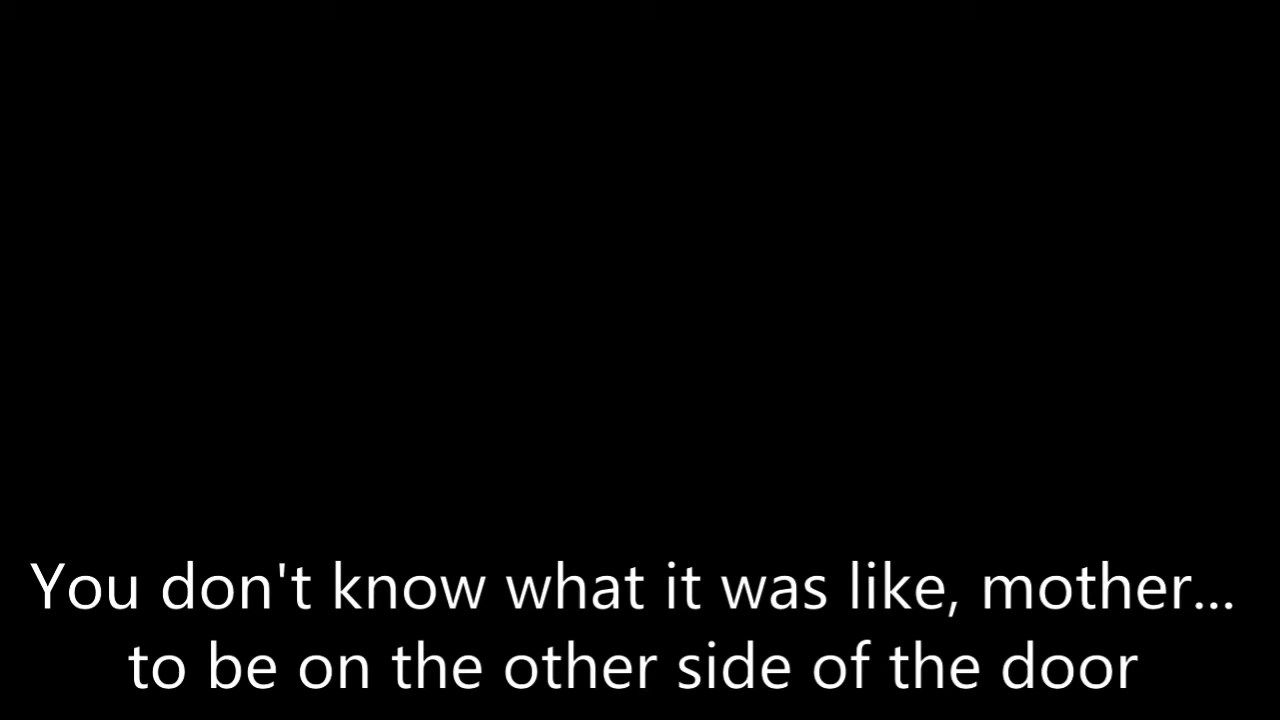 You don't know what it was like, mother...
to be on the other side of the door